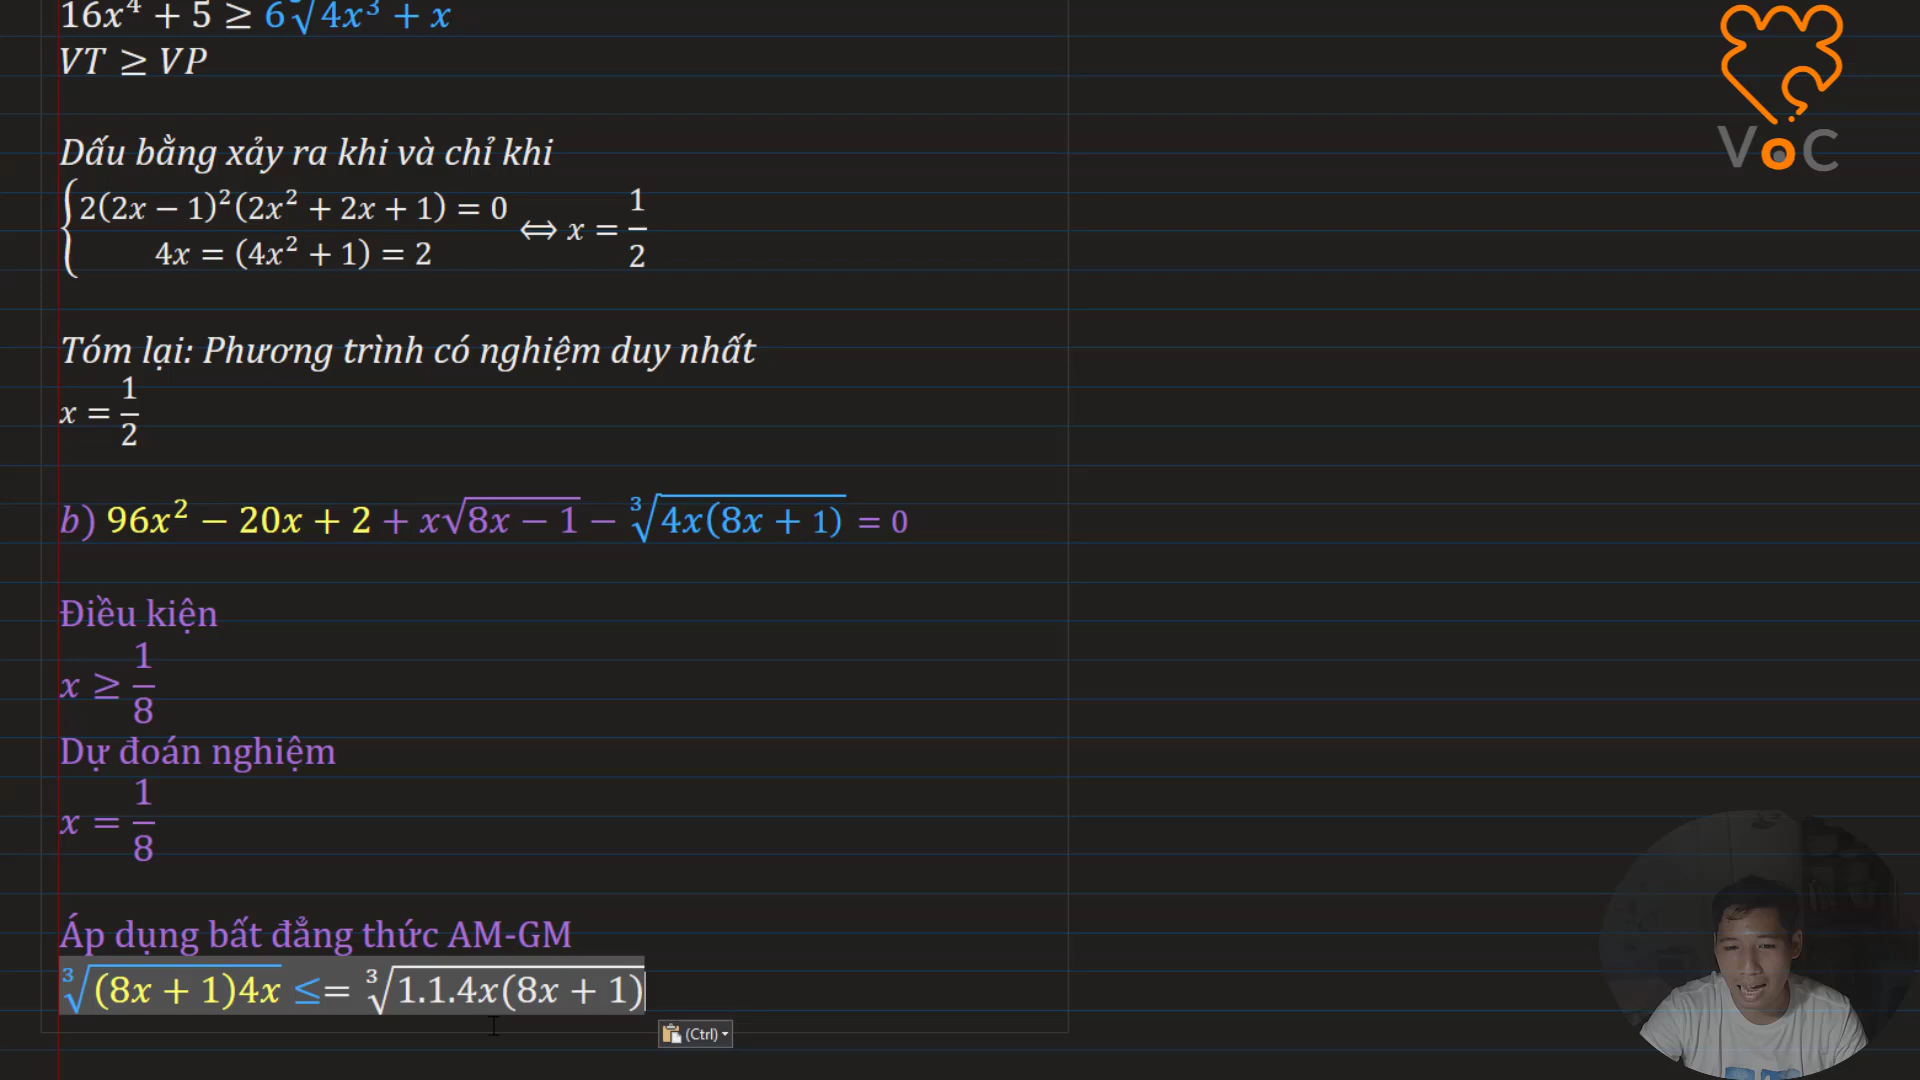 16x⁴ + 5 ≥ 6∛4x³ + x
VT ≥ VP
VOC
Dấu bằng xảy ra khi và chỉ khi
2(2x − 1)²(2x² + 2x + 1) = 0
4x = (4x² + 1) = 2
⇔ x = 1/2
Tóm lại: Phương trình có nghiệm duy nhất
x = 1/2
b) 96x² − 20x + 2 + x√(8x − 1) − ∛(4x(8x + 1)) = 0
Điều kiện
x ≥ 1/8
Dự đoán nghiệm
x = 1/8
Áp dụng bất đẳng thức AM-GM
∛((8x + 1)4x) ≤= ∛(1.1.4x(8x + 1))
(Ctrl)